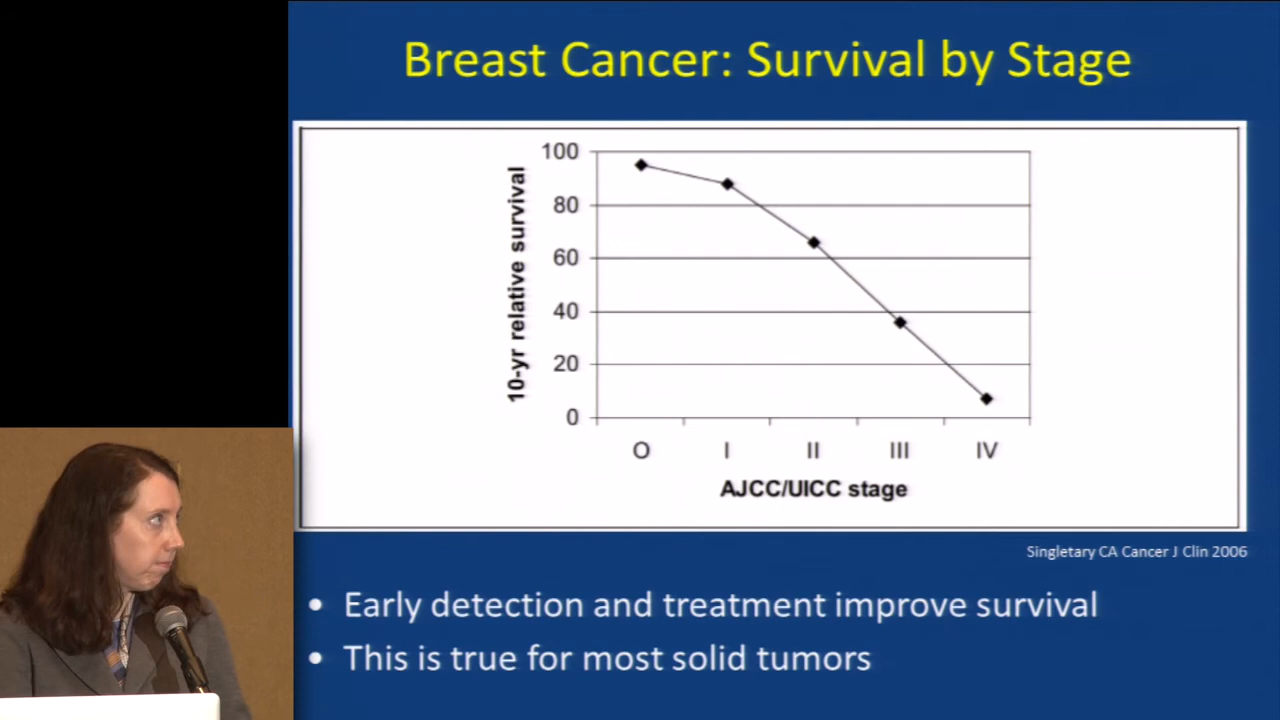 Breast Cancer: Survival by Stage
10-yr relative survival
100
80
60
40
20
0
O I II III IV
AJCC/UICC stage
Singletary CA Cancer J Clin 2006
• Early detection and treatment improve survival
• This is true for most solid tumors